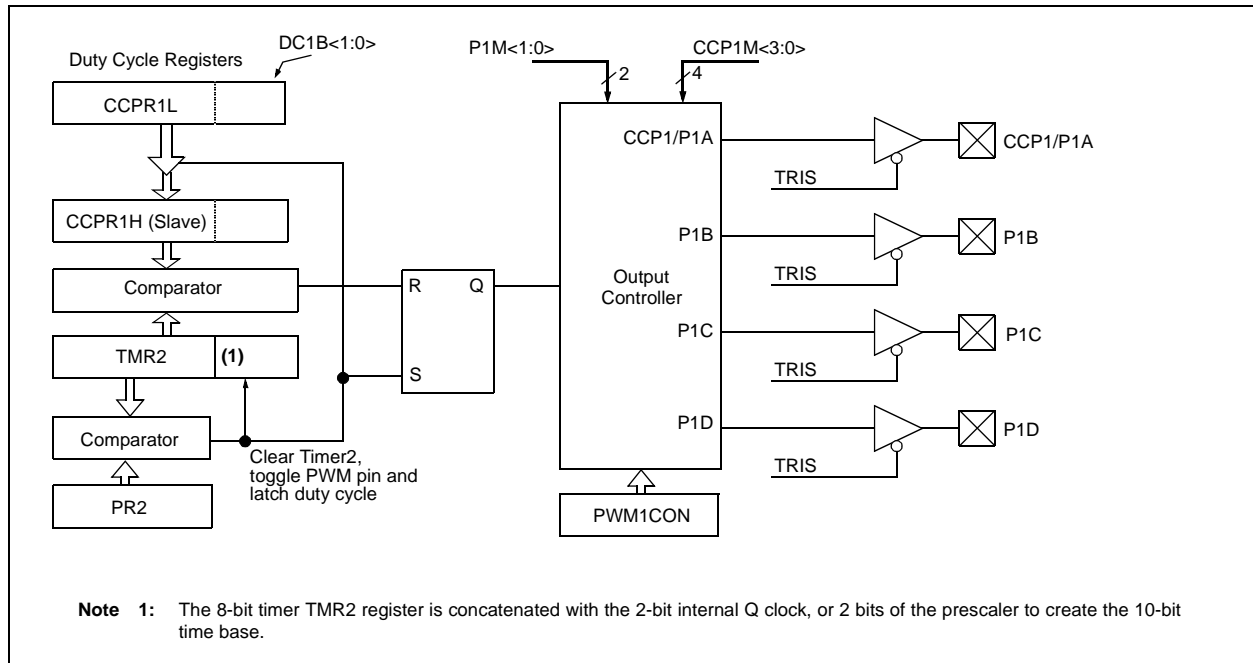 DC1B<1:0>
Duty Cycle Registers
CCPR1L
CCPR1H (Slave)
Comparator
TMR2
(1)
Comparator
PR2
Clear Timer2,
toggle PWM pin and
latch duty cycle
R
Q
S
P1M<1:0>
2
CCP1M<3:0>
4
CCP1/P1A
P1B
Output
Controller
P1C
P1D
PWM1CON
TRIS
CCP1/P1A
TRIS
P1B
TRIS
P1C
TRIS
P1D
Note 1: The 8-bit timer TMR2 register is concatenated with the 2-bit internal Q clock, or 2 bits of the prescaler to create the 10-bit
time base.